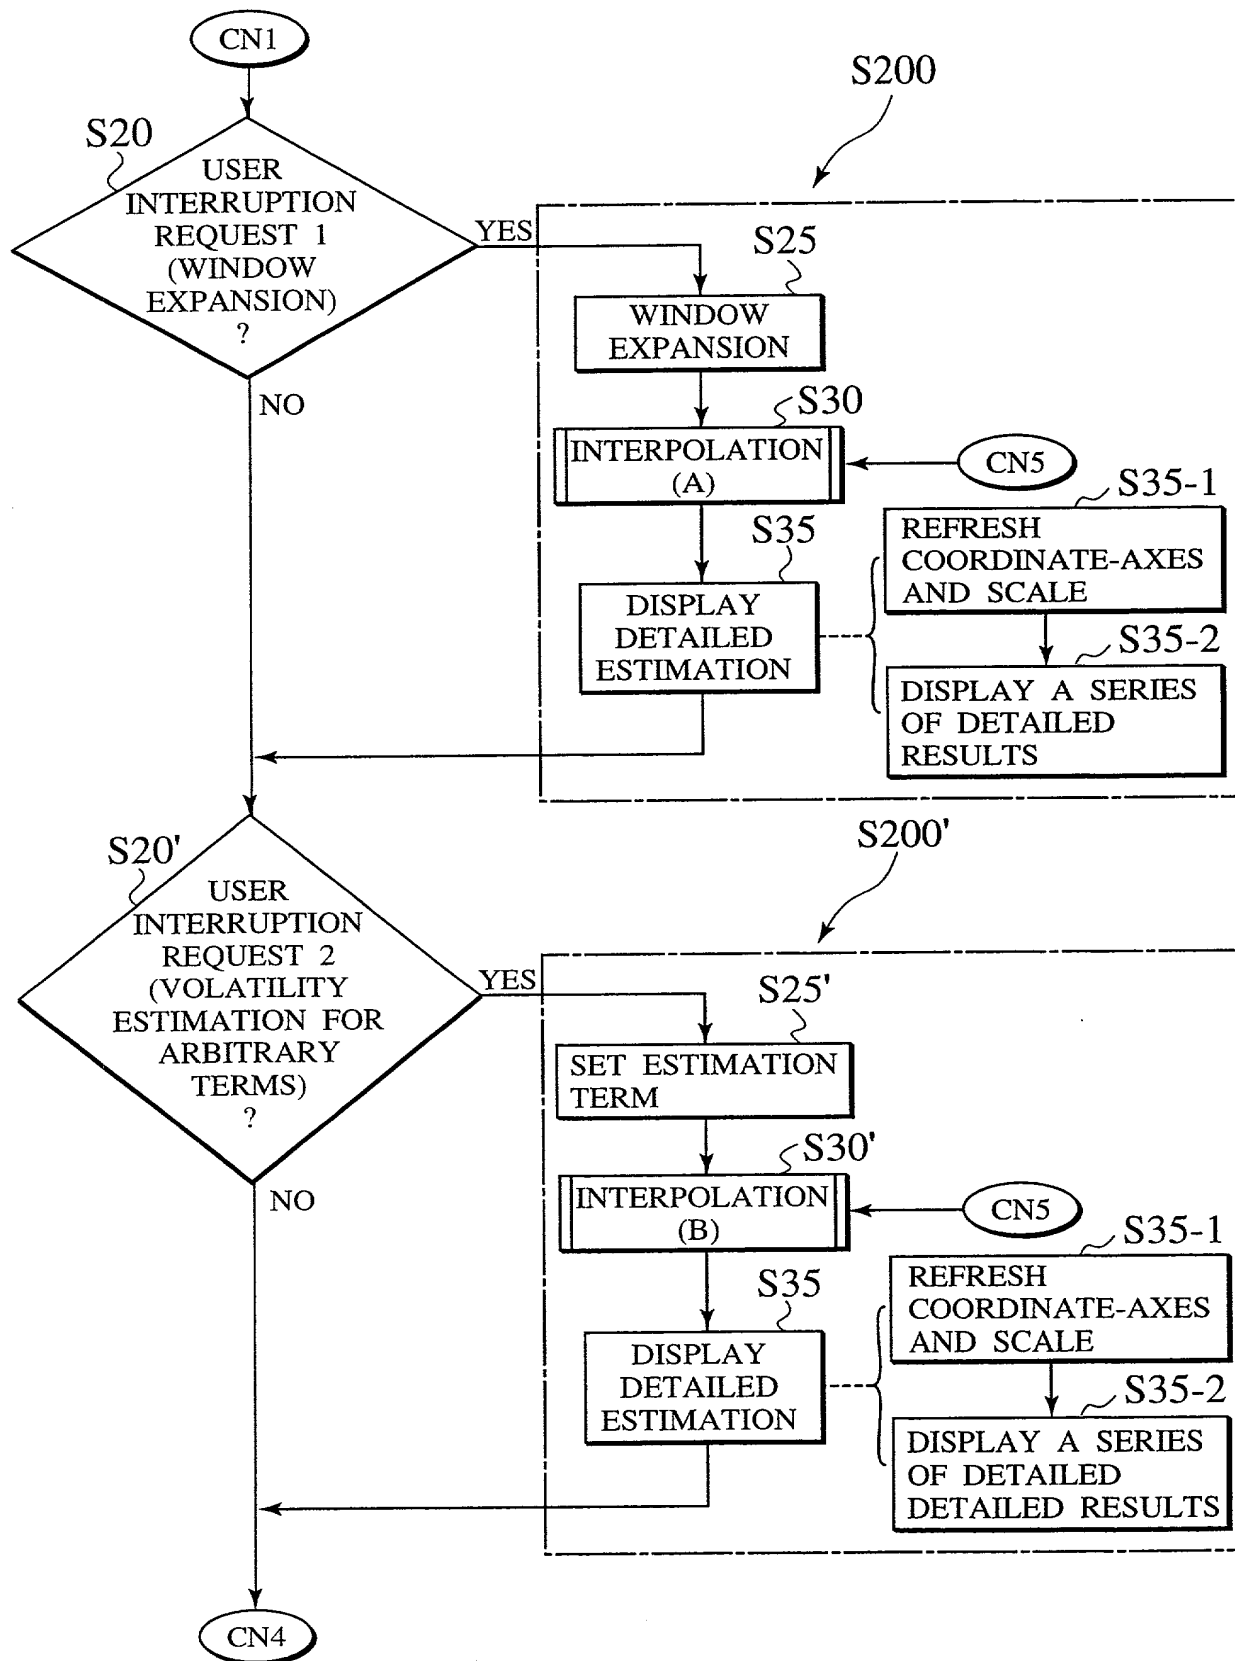 CN1
S200
S20
USER
INTERRUPTION
REQUEST 1
(WINDOW
EXPANSION)
?
YES
NO
S25
WINDOW
EXPANSION
S30
INTERPOLATION
(A)
CN5
S35
DISPLAY
DETAILED
ESTIMATION
S35-1
REFRESH
COORDINATE-AXES
AND SCALE
S35-2
DISPLAY A SERIES
OF DETAILED
RESULTS
S200'
S20'
USER
INTERRUPTION
REQUEST 2
(VOLATILITY
ESTIMATION FOR
ARBITRARY
TERMS)
?
YES
NO
S25'
SET ESTIMATION
TERM
S30'
INTERPOLATION
(B)
CN5
S35
DISPLAY
DETAILED
ESTIMATION
S35-1
REFRESH
COORDINATE-AXES
AND SCALE
S35-2
DISPLAY A SERIES
OF DETAILED
DETAILED RESULTS
CN4